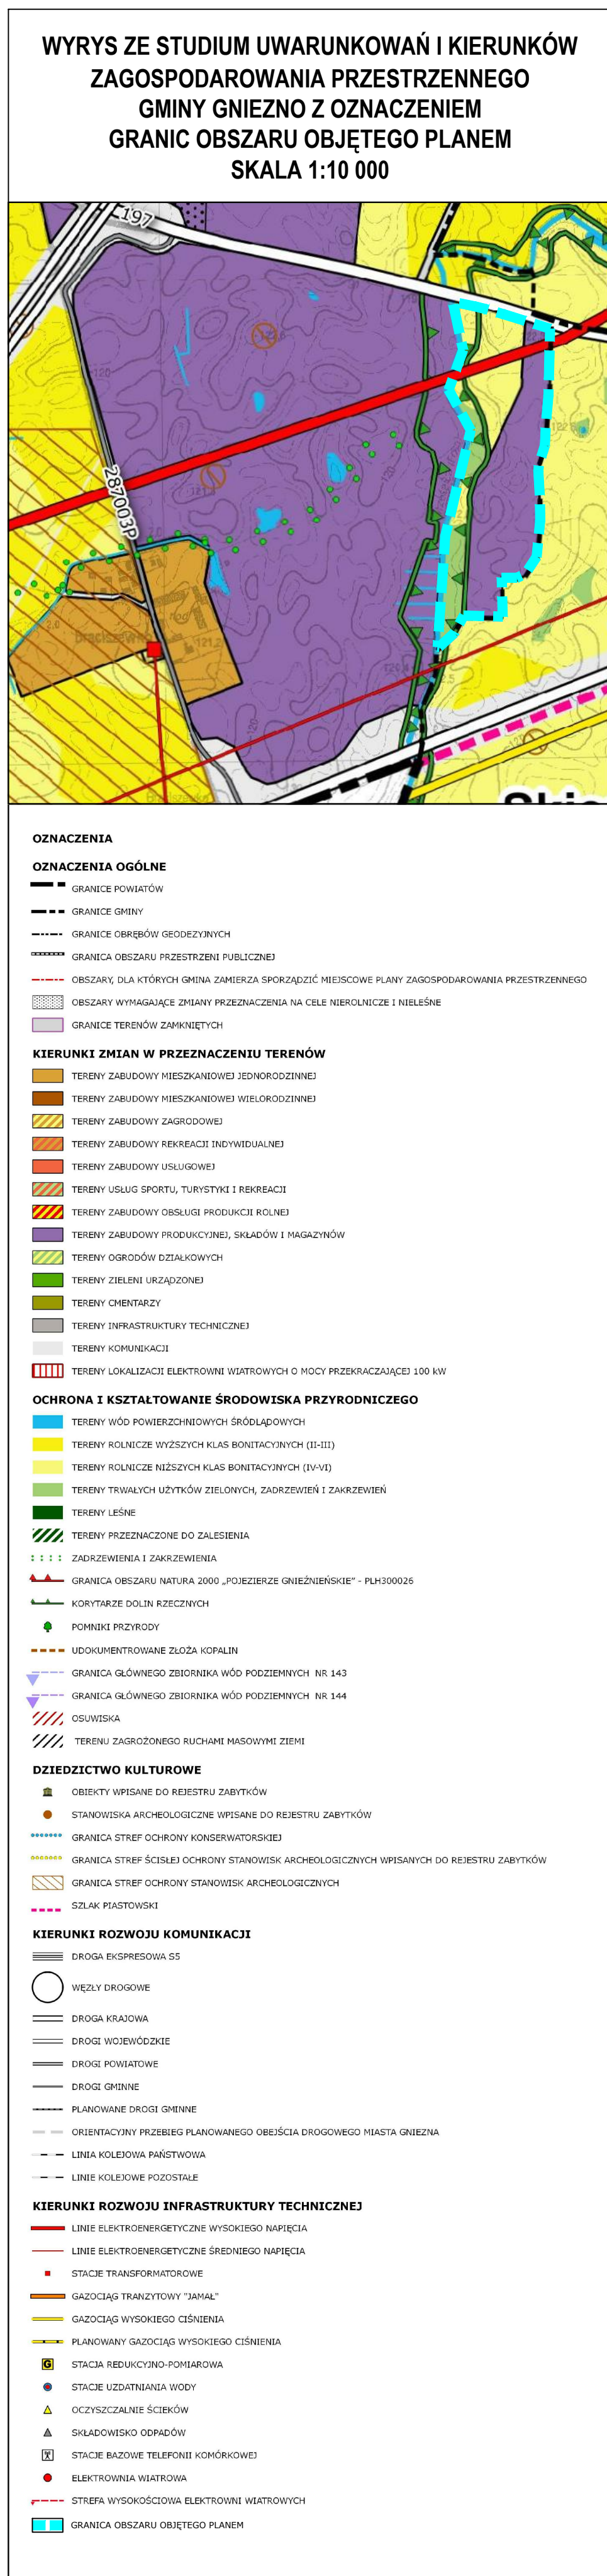 WYRYS ZE STUDIUM UWARUNKOWAŃ I KIERUNKÓW
ZAGOSPODAROWANIA PRZESTRZENNEGO
GMINY GNIEZNO Z OZNACZENIEM
GRANIC OBSZARU OBJĘTEGO PLANEM
SKALA 1:10 000
197
120
287003P
121.2
120
OZNACZENIA
OZNACZENIA OGÓLNE
GRANICE POWIATÓW
GRANICE GMINY
GRANICE OBRĘBÓW GEODEZYJNYCH
GRANICA OBSZARU PRZESTRZENI PUBLICZNEJ
OBSZARY, DLA KTÓRYCH GMINA ZAMIERZA SPORZĄDZIĆ MIEJSCOWE PLANY ZAGOSPODAROWANIA PRZESTRZENNEGO
OBSZARY WYMAGAJĄCE ZMIANY PRZEZNACZENIA NA CELE NIEROLNICZE I NIELEŚNE
GRANICE TERENÓW ZAMKNIĘTYCH
KIERUNKI ZMIAN W PRZEZNACZENIU TERENÓW
TERENY ZABUDOWY MIESZKANIOWEJ JEDNORODZINNEJ
TERENY ZABUDOWY MIESZKANIOWEJ WIELORODZINNEJ
TERENY ZABUDOWY ZAGRODOWEJ
TERENY ZABUDOWY REKREACJI INDYWIDUALNEJ
TERENY ZABUDOWY USŁUGOWEJ
TERENY USŁUG SPORTU, TURYSTYKI I REKREACJI
TERENY ZABUDOWY OBSŁUGI PRODUKCJI ROLNEJ
TERENY ZABUDOWY PRODUKCYJNEJ, SKŁADÓW I MAGAZYNÓW
TERENY OGRODÓW DZIAŁKOWYCH
TERENY ZIELENI URZĄDZONEJ
TERENY CMENTARZY
TERENY INFRASTRUKTURY TECHNICZNEJ
TERENY KOMUNIKACJI
TERENY LOKALIZACJI ELEKTROWNI WIATROWYCH O MOCY PRZEKRACZAJĄCEJ 100 kW
OCHRONA I KSZTAŁTOWANIE ŚRODOWISKA PRZYRODNICZEGO
TERENY WÓD POWIERZCHNIOWYCH ŚRÓDLĄDOWYCH
TERENY ROLNICZE WYŻSZYCH KLAS BONITACYJNYCH (II-III)
TERENY ROLNICZE NIŻSZYCH KLAS BONITACYJNYCH (IV-VI)
TERENY TRWAŁYCH UŻYTKÓW ZIELONYCH, ZADRZEWIEŃ I ZAKRZEWIEŃ
TERENY LEŚNE
TERENY PRZEZNACZONE DO ZALESIENIA
ZADRZEWIENIA I ZAKRZEWIENIA
GRANICA OBSZARU NATURA 2000 „POJEZIERZE GNIEŹNIEŃSKIE" - PLH300026
KORYTARZE DOLIN RZECZNYCH
POMNIKI PRZYRODY
UDOKUMENTOWANE ZŁOŻA KOPALIN
GRANICA GŁÓWNEGO ZBIORNIKA WÓD PODZIEMNYCH NR 143
GRANICA GŁÓWNEGO ZBIORNIKA WÓD PODZIEMNYCH NR 144
OSUWISKA
TERENU ZAGROŻONEGO RUCHAMI MASOWYMI ZIEMI
DZIEDZICTWO KULTUROWE
OBIEKTY WPISANE DO REJESTRU ZABYTKÓW
STANOWISKA ARCHEOLOGICZNE WPISANE DO REJESTRU ZABYTKÓW
GRANICA STREF OCHRONY KONSERWATORSKIEJ
GRANICA STREF ŚCISŁEJ OCHRONY STANOWISK ARCHEOLOGICZNYCH WPISANYCH DO REJESTRU ZABYTKÓW
GRANICA STREF OCHRONY STANOWISK ARCHEOLOGICZNYCH
SZLAK PIASTOWSKI
KIERUNKI ROZWOJU KOMUNIKACJI
DROGA EKSPRESOWA S5
WĘZŁY DROGOWE
DROGA KRAJOWA
DROGI WOJEWÓDZKIE
DROGI POWIATOWE
DROGI GMINNE
PLANOWANE DROGI GMINNE
ORIENTACYJNY PRZEBIEG PLANOWANEGO OBEJŚCIA DROGOWEGO MIASTA GNIEZNA
LINIA KOLEJOWA PAŃSTWOWA
LINIE KOLEJOWE POZOSTAŁE
KIERUNKI ROZWOJU INFRASTRUKTURY TECHNICZNEJ
LINIE ELEKTROENERGETYCZNE WYSOKIEGO NAPIĘCIA
LINIE ELEKTROENERGETYCZNE ŚREDNIEGO NAPIĘCIA
STACJE TRANSFORMATOROWE
GAZOCIĄG TRANZYTOWY "JAMAŁ"
GAZOCIĄG WYSOKIEGO CIŚNIENIA
PLANOWANY GAZOCIĄG WYSOKIEGO CIŚNIENIA
G STACJA REDUKCYJNO-POMIAROWA
STACJE UZDATNIANIA WODY
OCZYSZCZALNIE ŚCIEKÓW
SKŁADOWISKO ODPADÓW
STACJE BAZOWE TELEFONII KOMÓRKOWEJ
ELEKTROWNIA WIATROWA
STREFA WYSOKOŚCIOWA ELEKTROWNI WIATROWYCH
GRANICA OBSZARU OBJĘTEGO PLANEM